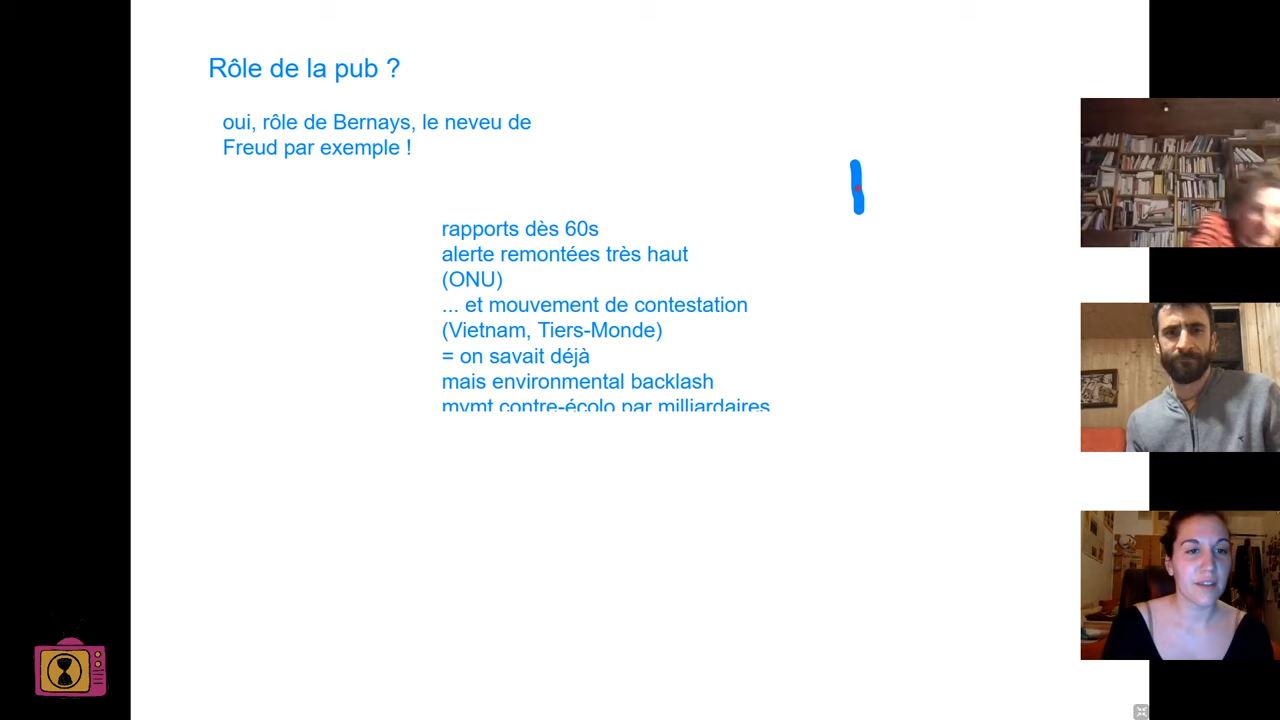 Rôle de la pub ?
oui, rôle de Bernays, le neveu de
Freud par exemple !
rapports dès 60s
alerte remontées très haut
(ONU)
... et mouvement de contestation
(Vietnam, Tiers-Monde)
= on savait déjà
mais environmental backlash
mvmt contre-écolo par milliardaires